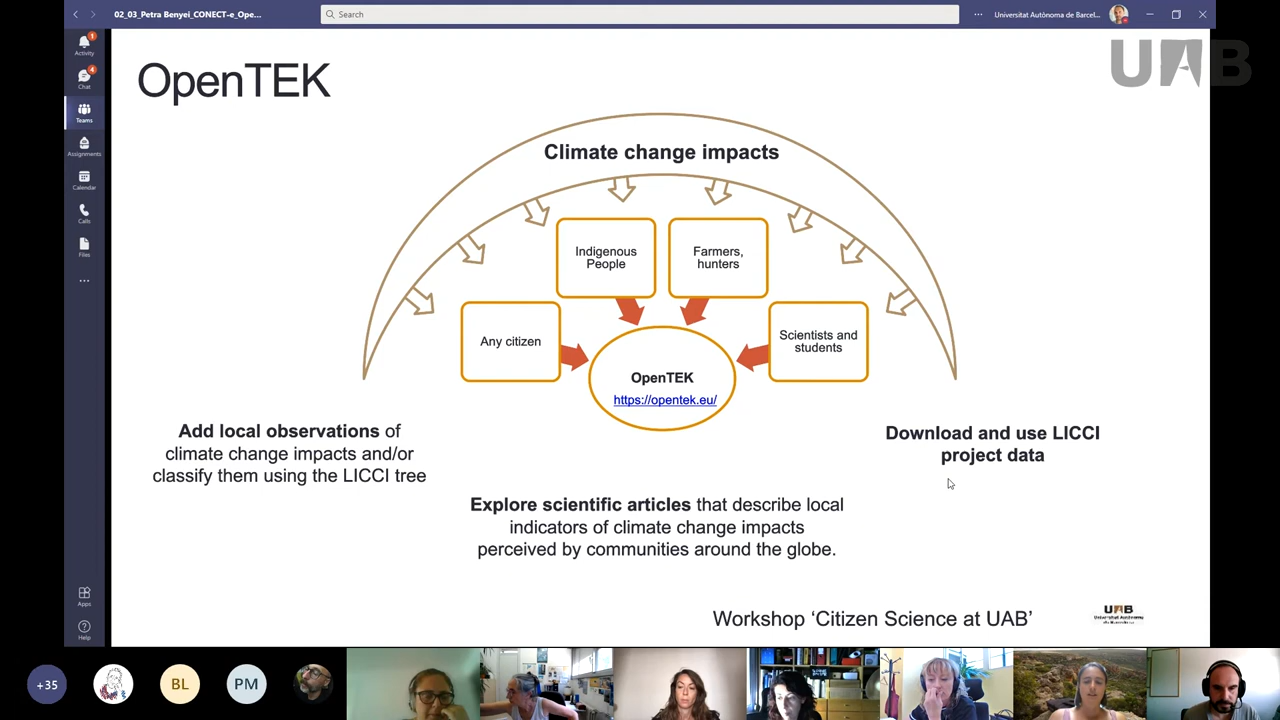 02_03_Petra Benyei_CONECT-e_Ope...
Search
Universitat Autònoma de Barcel...
1
Activity
4
Chat
Teams
Assignments
Calendar
Calls
Files
Apps
Help
UAB
OpenTEK
Climate change impacts
Indigenous
People
Farmers,
hunters
Any citizen
Scientists and
students
OpenTEK
https://opentek.eu/
Add local observations of
climate change impacts and/or
classify them using the LICCI tree
Download and use LICCI
project data
Explore scientific articles that describe local
indicators of climate change impacts
perceived by communities around the globe.
Workshop ‘Citizen Science at UAB’
UAB
Universitat Autònoma
+35
BL
PM